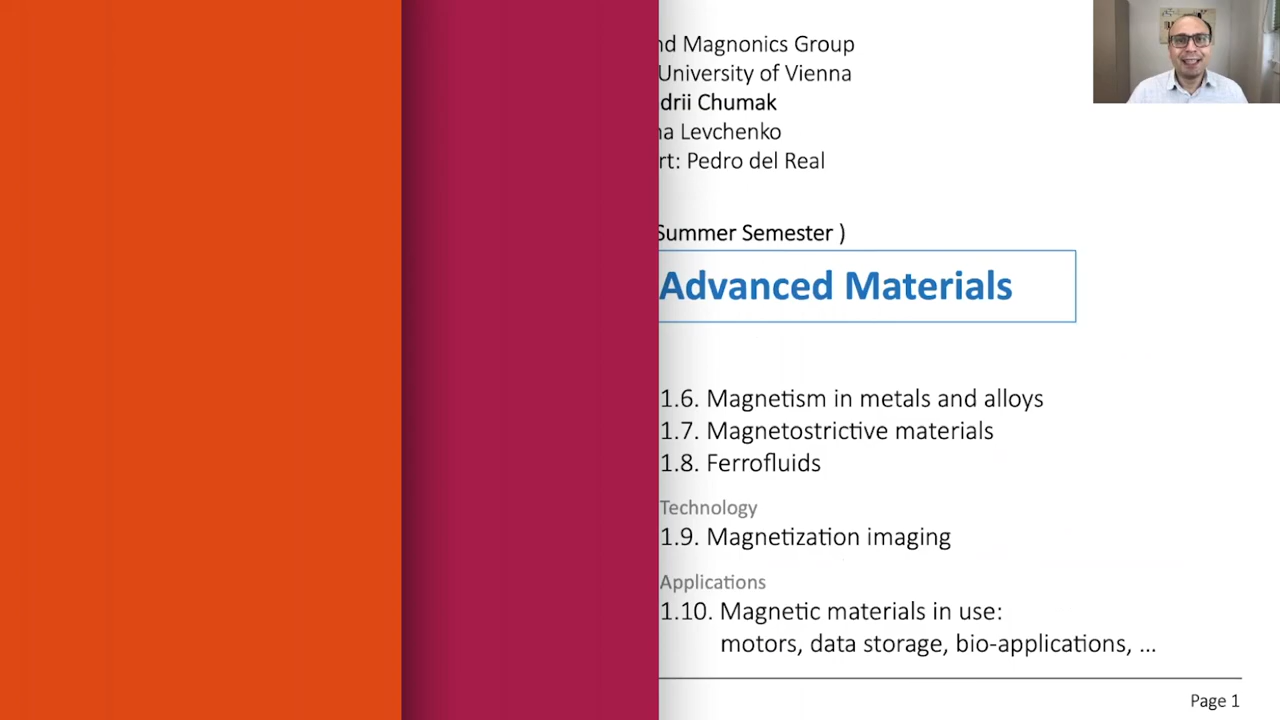 nd Magnonics Group
University of Vienna
drii Chumak
na Levchenko
rt: Pedro del Real
Summer Semester )
Advanced Materials
1.6. Magnetism in metals and alloys
1.7. Magnetostrictive materials
1.8. Ferrofluids
Technology
1.9. Magnetization imaging
Applications
1.10. Magnetic materials in use:
motors, data storage, bio-applications, ...
Page 1